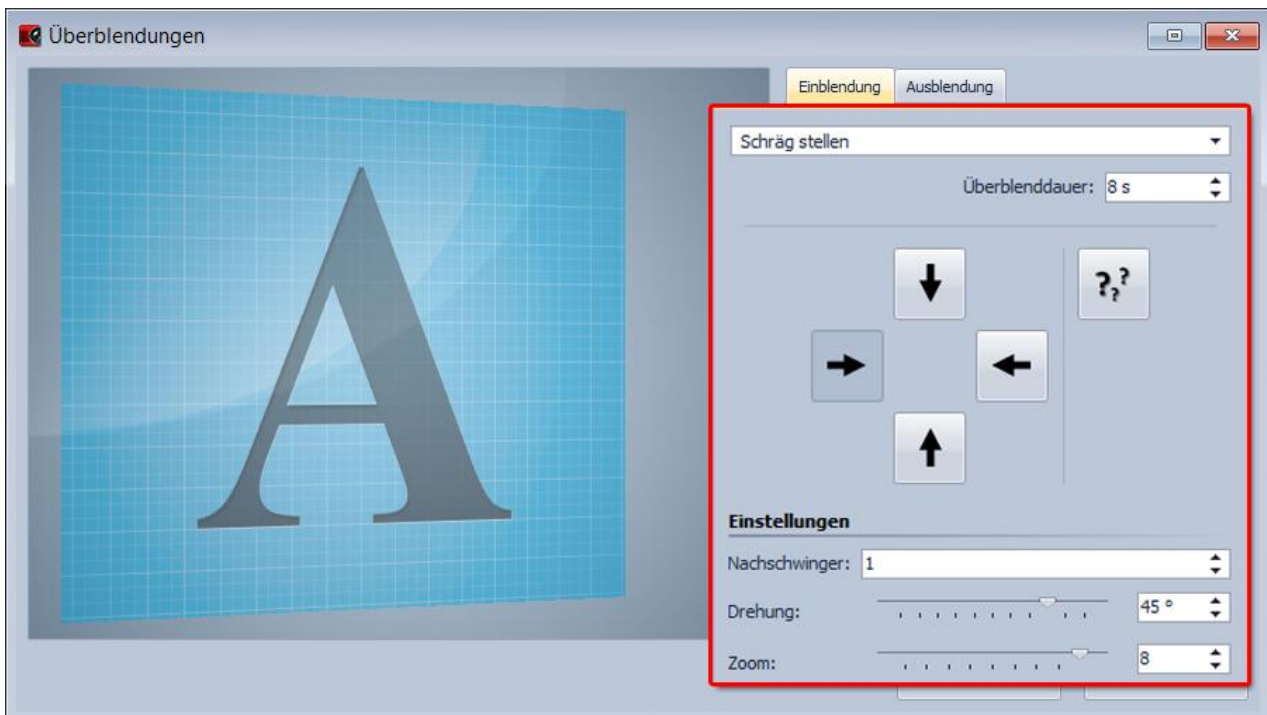 Überblendungen
Einblendung Ausblendung
Schräg stellen
Überblenddauer: 8 s
???
Einstellungen
Nachschwinger: 1
Drehung: 45 °
Zoom: 8
A